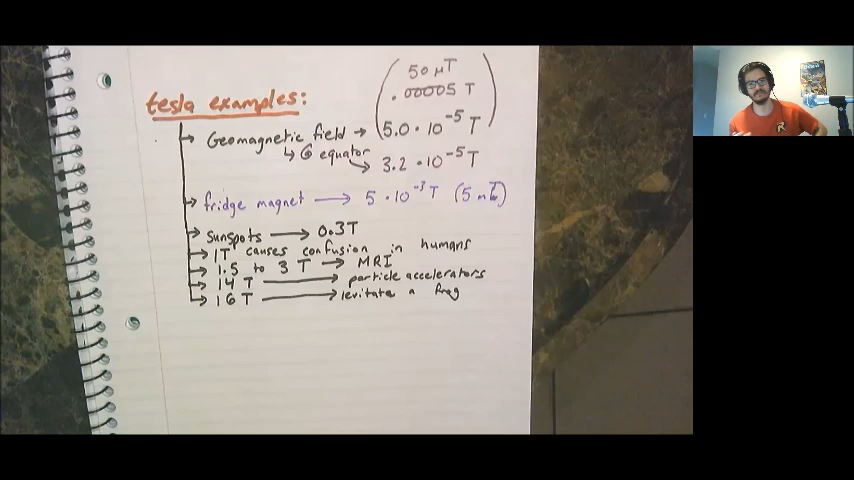 50 μT
.00005 T
tesla examples:
Geomagnetic field → 5.0 · 10⁻⁵ T
↳ @ equator → 3.2 · 10⁻⁵ T
fridge magnet → 5 · 10⁻³ T (5 mT)
sunspots → 0.3T
1T causes confusion in humans
1.5 to 3 T → MRI
14 T → particle accelerators
16 T → levitate a frog
R